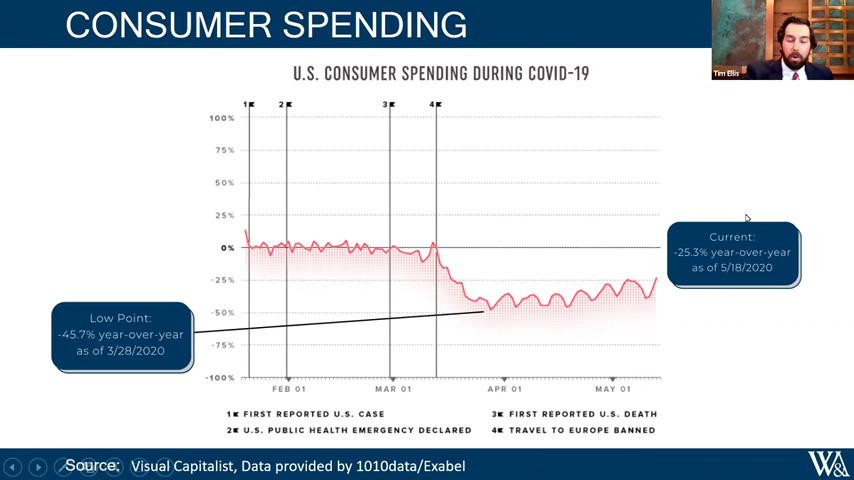 CONSUMER SPENDING
Tim Ellis
U.S. CONSUMER SPENDING DURING COVID-19
1 2 3 4
100%
75%
50%
25%
0%
-25%
-50%
-75%
-100%
FEB 01 MAR 01 APR 01 MAY 01
Current:
-25.3% year-over-year
as of 5/18/2020
Low Point:
-45.7% year-over-year
as of 3/28/2020
1 FIRST REPORTED U.S. CASE
2 U.S. PUBLIC HEALTH EMERGENCY DECLARED
3 FIRST REPORTED U.S. DEATH
4 TRAVEL TO EUROPE BANNED
Source: Visual Capitalist, Data provided by 1010data/Exabel
WA&